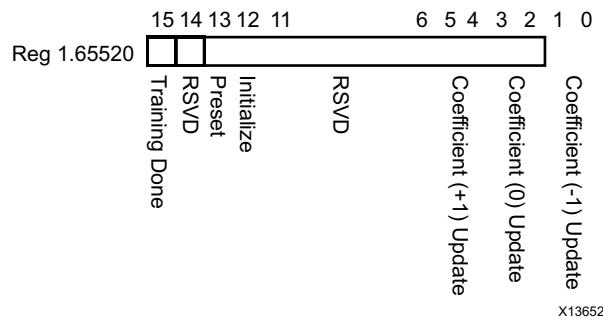 15 14 13 12 11 6 5 4 3 2 1 0
Reg 1.65520
Training Done
RSVD
Preset
Initialize
RSVD
Coefficient (+1) Update
Coefficient (0) Update
Coefficient (-1) Update
X13652